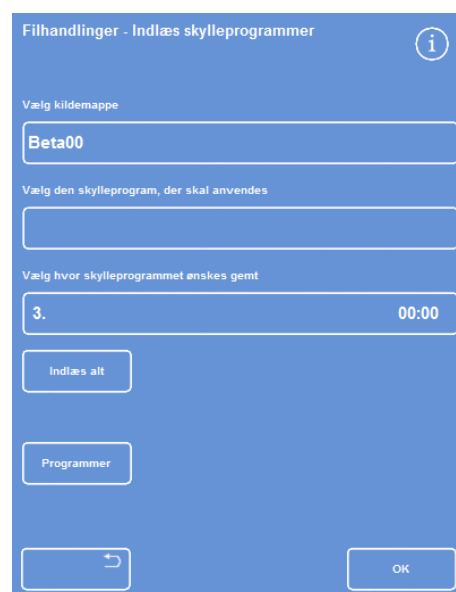 Filhandlinger - Indlæs skylleprogrammer
i
Vælg kildemappe
Beta00
Vælg den skylleprogram, der skal anvendes
Vælg hvor skylleprogrammet ønskes gemt
3. 00:00
Indlæs alt
Programmer
OK